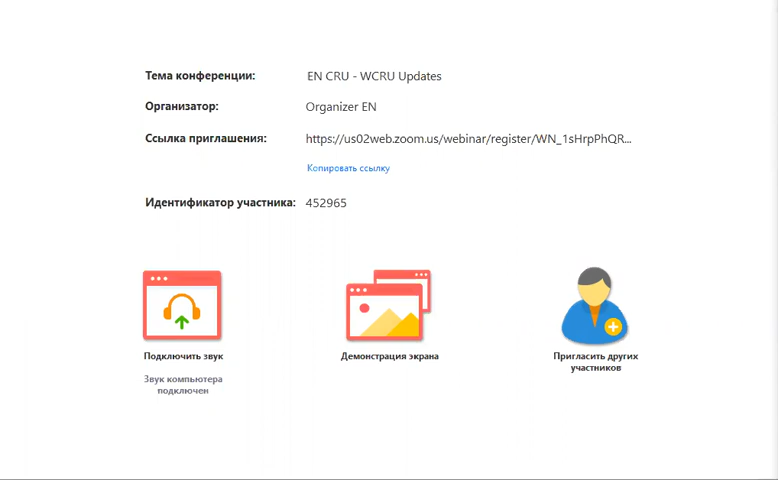 Тема конференции: EN CRU - WCRU Updates
Организатор: Organizer EN
Ссылка приглашения: https://us02web.zoom.us/webinar/register/WN_1sHrpPhQR...
Копировать ссылку
Идентификатор участника: 452965
Подключить звук
Звук компьютера
подключен
Демонстрация экрана
Пригласить других
участников